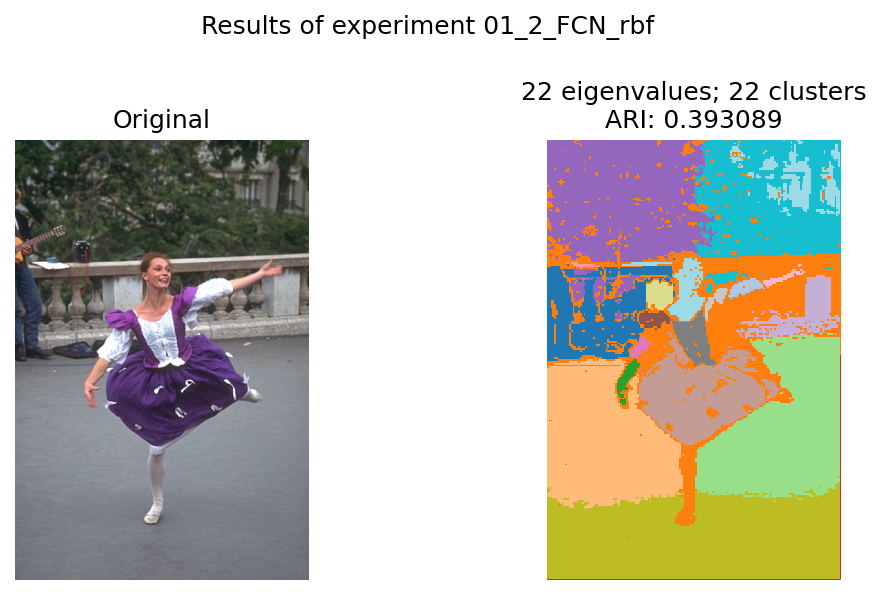 Results of experiment 01_2_FCN_rbf
Original
22 eigenvalues; 22 clusters
ARI: 0.393089